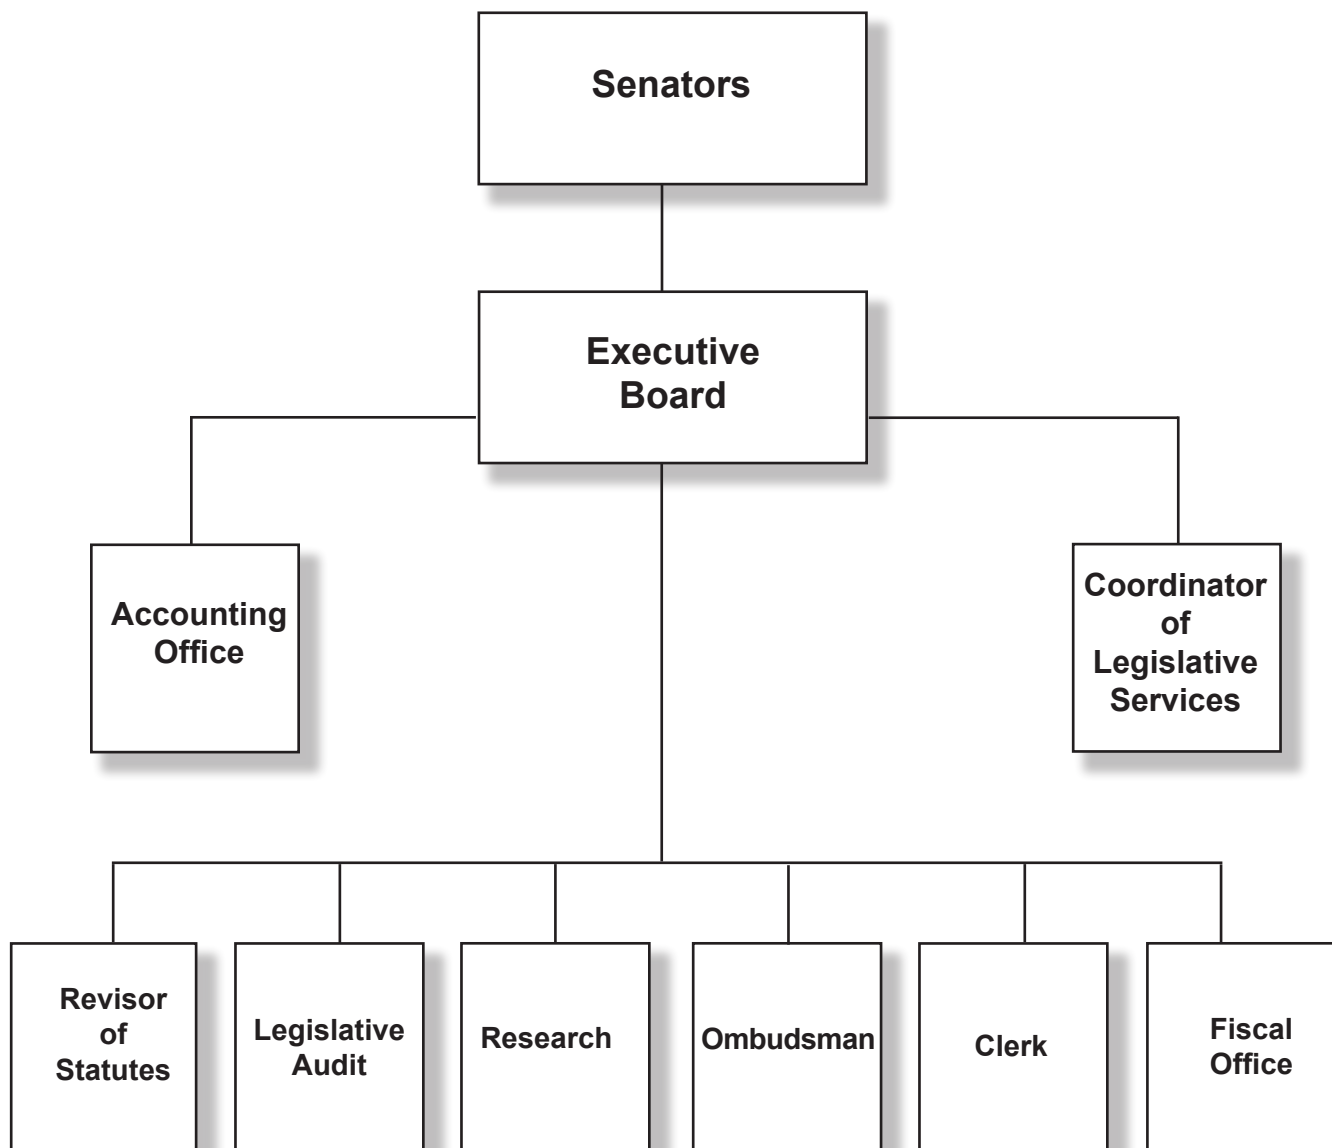 Senators
Executive
Board
Accounting
Office
Coordinator
of
Legislative
Services
Revisor
of
Statutes
Legislative
Audit
Research
Ombudsman
Clerk
Fiscal
Office